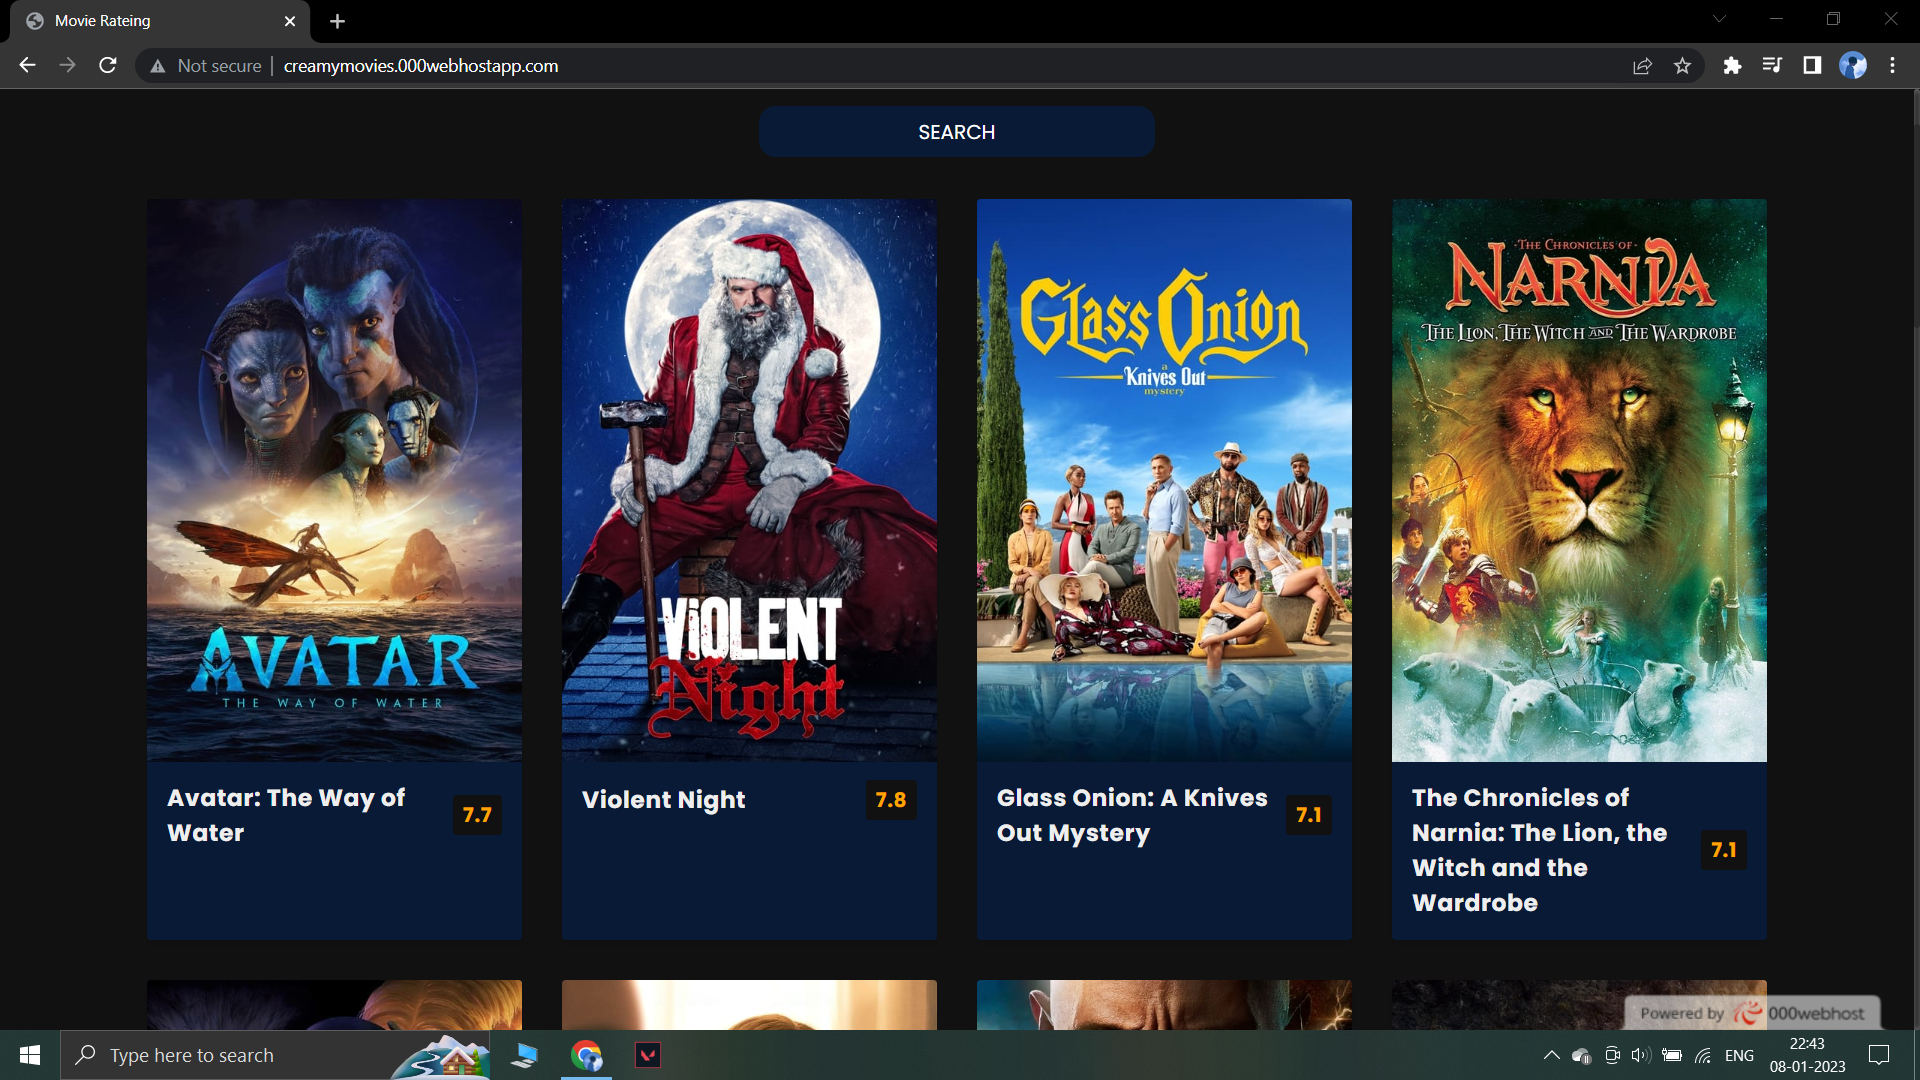 Movie Rateing
Not secure
creamymovies.000webhostapp.com
SEARCH
AVATAR
THE WAY OF WATER
VIOLENT
Night
Glass Onion
a
Knives Out
mystery
THE CHRONICLES OF
NARNIA
THE LION, THE WITCH AND THE WARDROBE
Avatar: The Way of
Water
7.7
Violent Night
7.8
Glass Onion: A Knives
Out Mystery
7.1
The Chronicles of
Narnia: The Lion, the
Witch and the
Wardrobe
7.1
Powered by 000webhost
Type here to search
ENG
22:43
08-01-2023